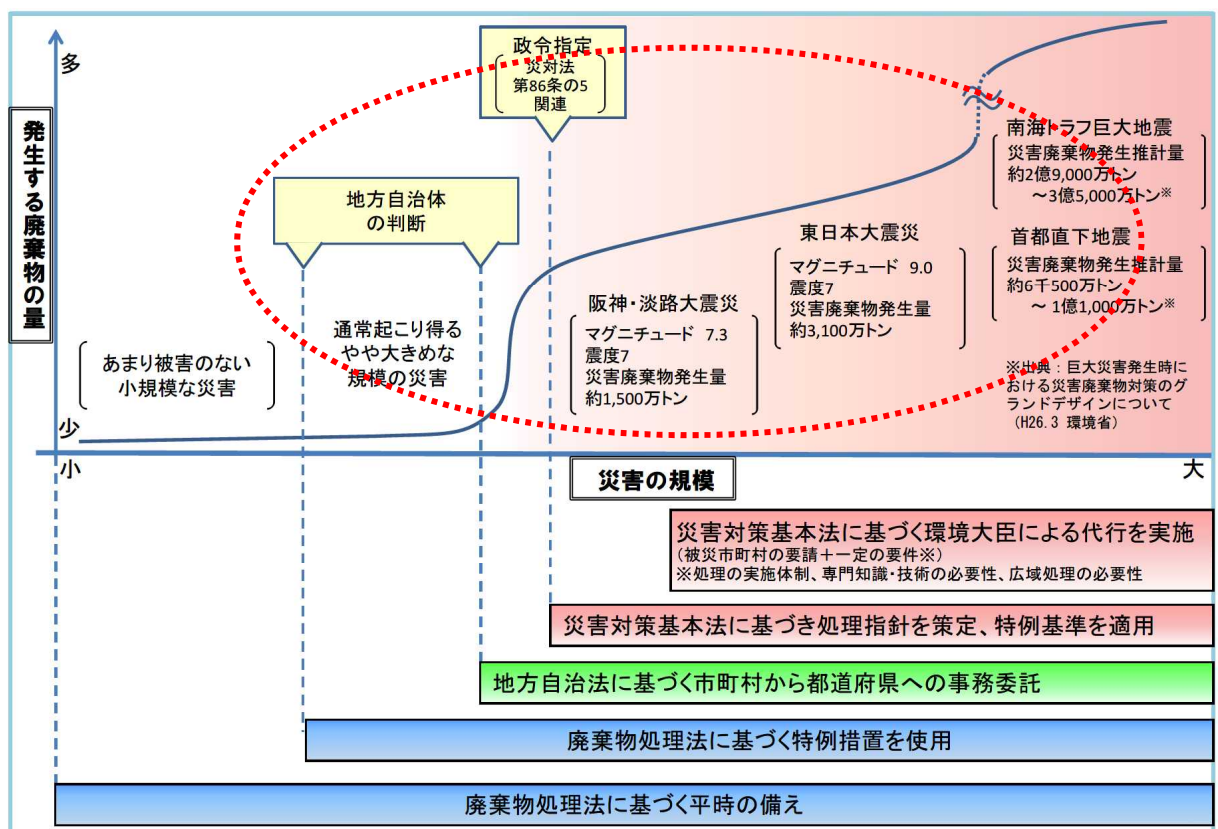 多
発生する廃棄物の量
少
小
政令指定
災対法
第86条の5
関連
地方自治体
の判断
あまり被害のない
小規模な災害
通常起こり得る
やや大きめな
規模の災害
阪神・淡路大震災
マグニチュード 7.3
震度7
災害廃棄物発生量
約1,500万トン
東日本大震災
マグニチュード 9.0
震度7
災害廃棄物発生量
約3,100万トン
南海トラフ巨大地震
災害廃棄物発生推計量
約2億9,000万トン
～3億5,000万トン※
首都直下地震
災害廃棄物発生推計量
約6千500万トン
～ 1億1,000万トン※
※出典：巨大災害発生時に
おける災害廃棄物対策のグ
ランドデザインについて
（H26.3 環境省）
災害の規模
大
災害対策基本法に基づく環境大臣による代行を実施
（被災市町村の要請＋一定の要件※）
※処理の実施体制、専門知識・技術の必要性、広域処理の必要性
災害対策基本法に基づき処理指針を策定、特例基準を適用
地方自治法に基づく市町村から都道府県への事務委託
廃棄物処理法に基づく特例措置を使用
廃棄物処理法に基づく平時の備え